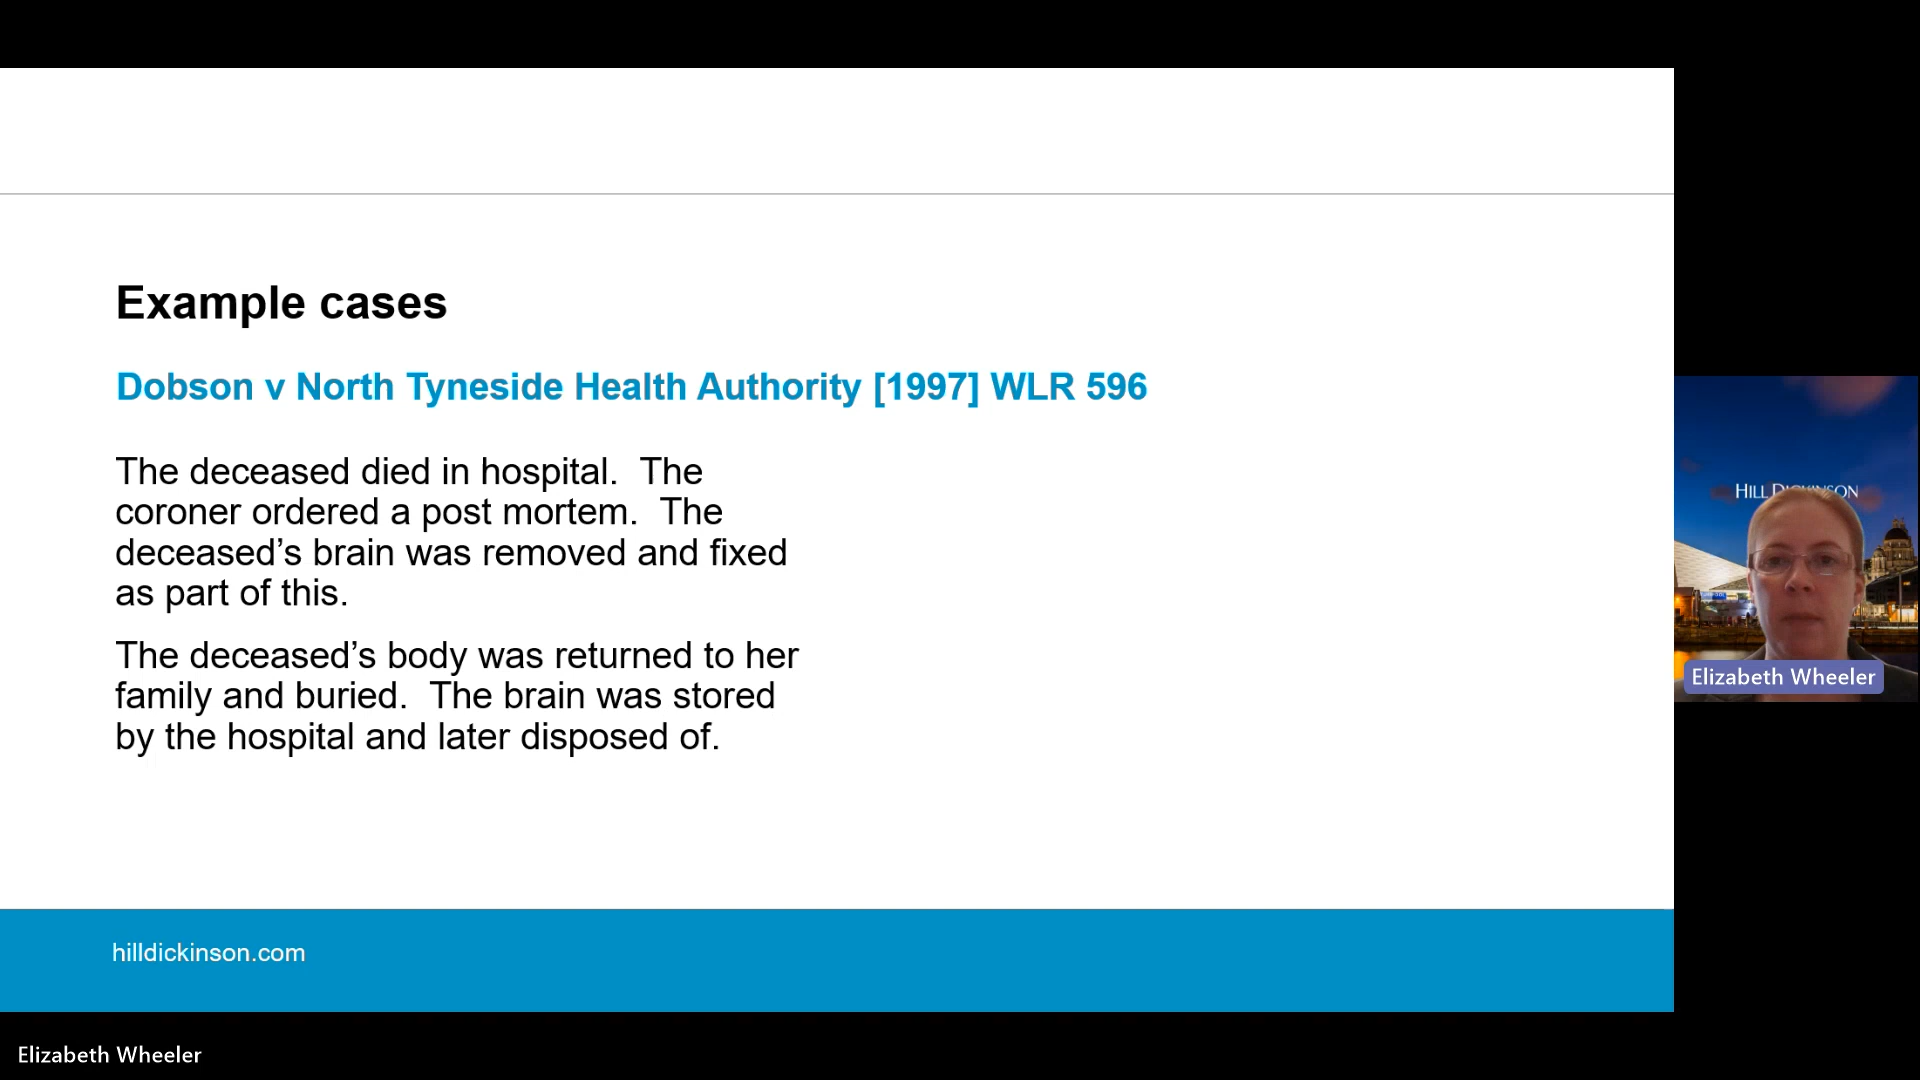 Example cases
Dobson v North Tyneside Health Authority [1997] WLR 596
The deceased died in hospital.  The
coroner ordered a post mortem.  The
deceased’s brain was removed and fixed
as part of this.
The deceased’s body was returned to her
family and buried.  The brain was stored
by the hospital and later disposed of.
hilldickinson.com
HILL DICKINSON
Elizabeth Wheeler
Elizabeth Wheeler